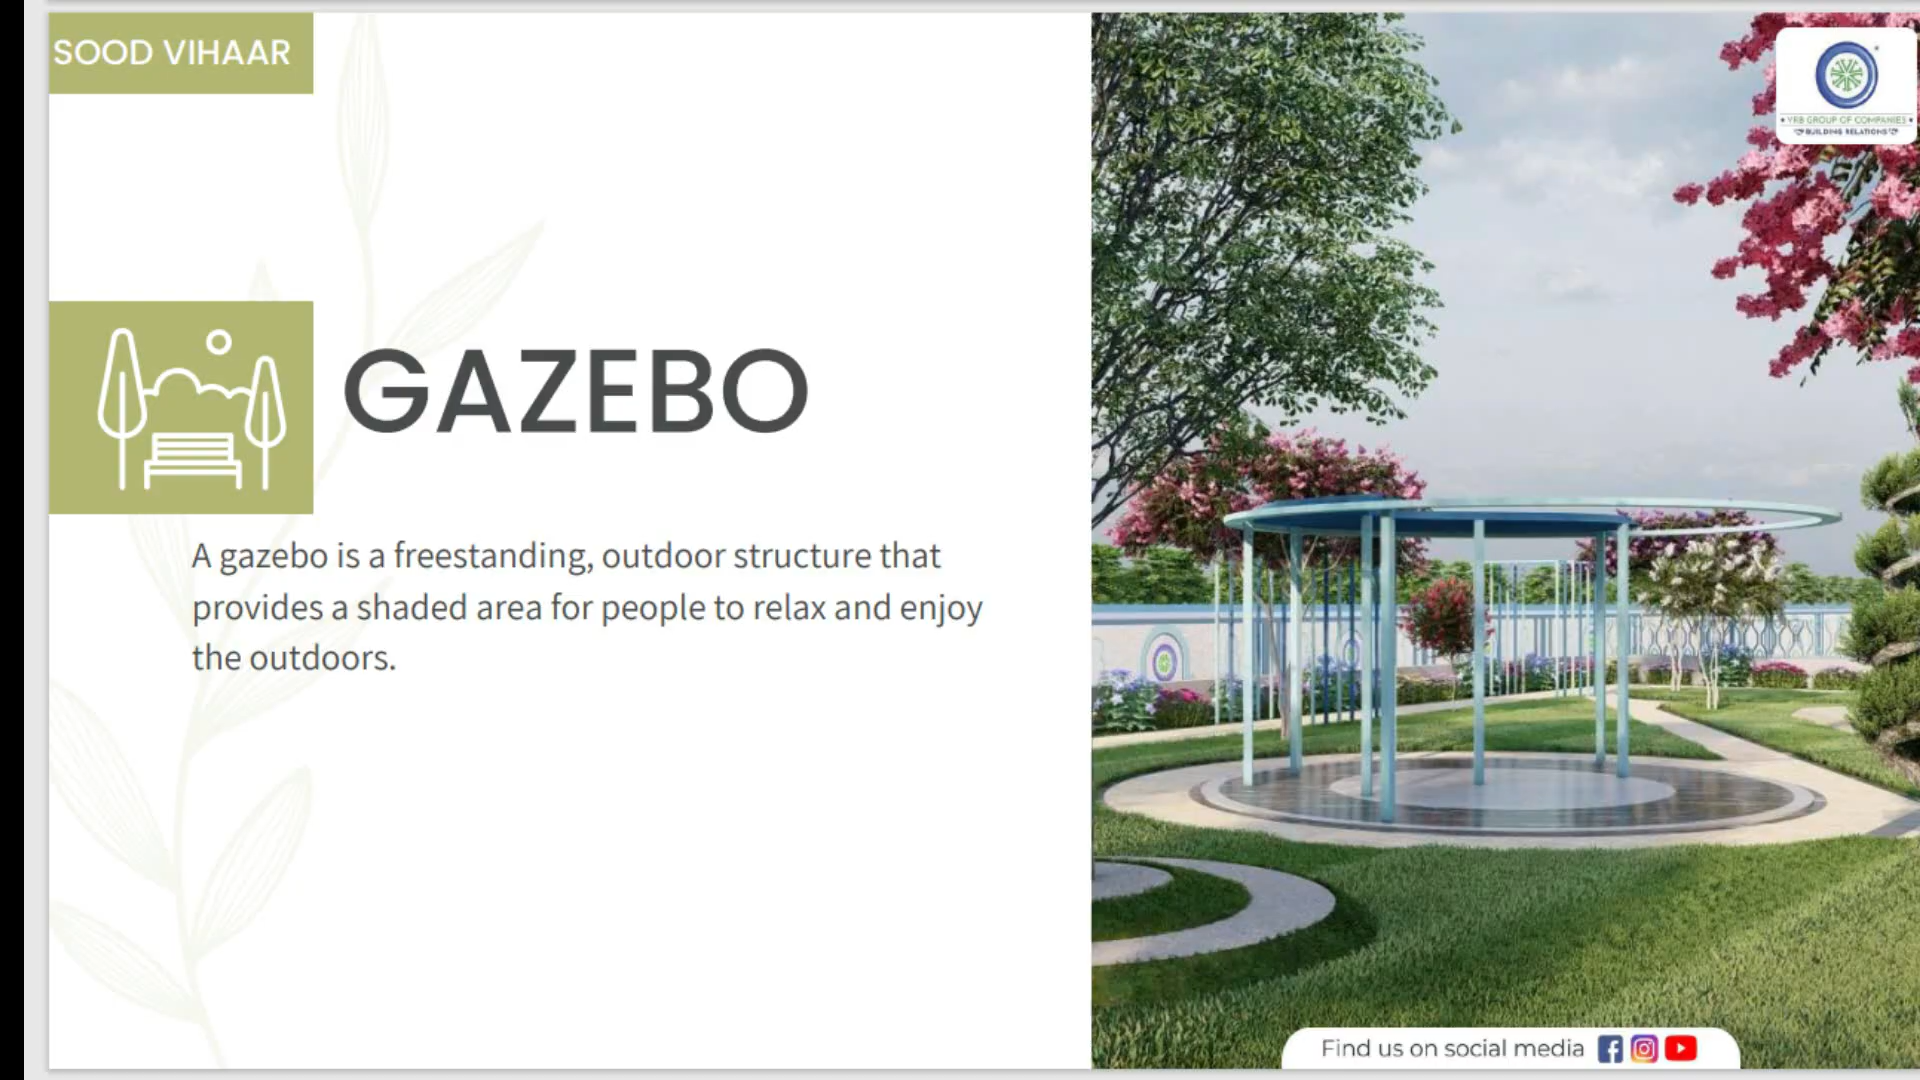 SOOD VIHAAR
GAZEBO
A gazebo is a freestanding, outdoor structure that
provides a shaded area for people to relax and enjoy
the outdoors.
YRB GROUP OF COMPANIES
BUILDING RELATIONS
Find us on social media